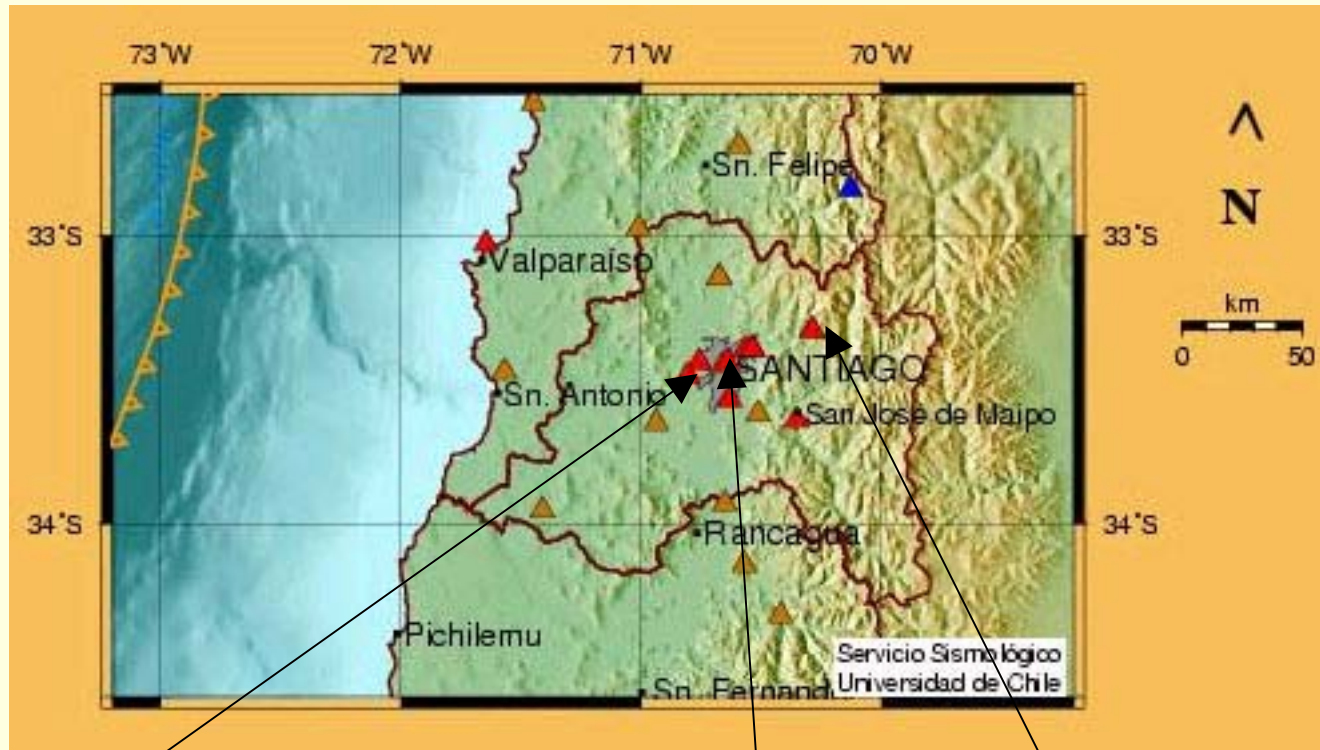 73°W 72°W 71°W 70°W
Sn. Felipe
N
33°S 33°S
Valparaíso
km
0 50
SANTIAGO
Sn. Antonio
San José de Maipo
34°S 34°S
Rancagua
Pichilemu
Servicio Sismológico
Universidad de Chile
Sn. Fernand